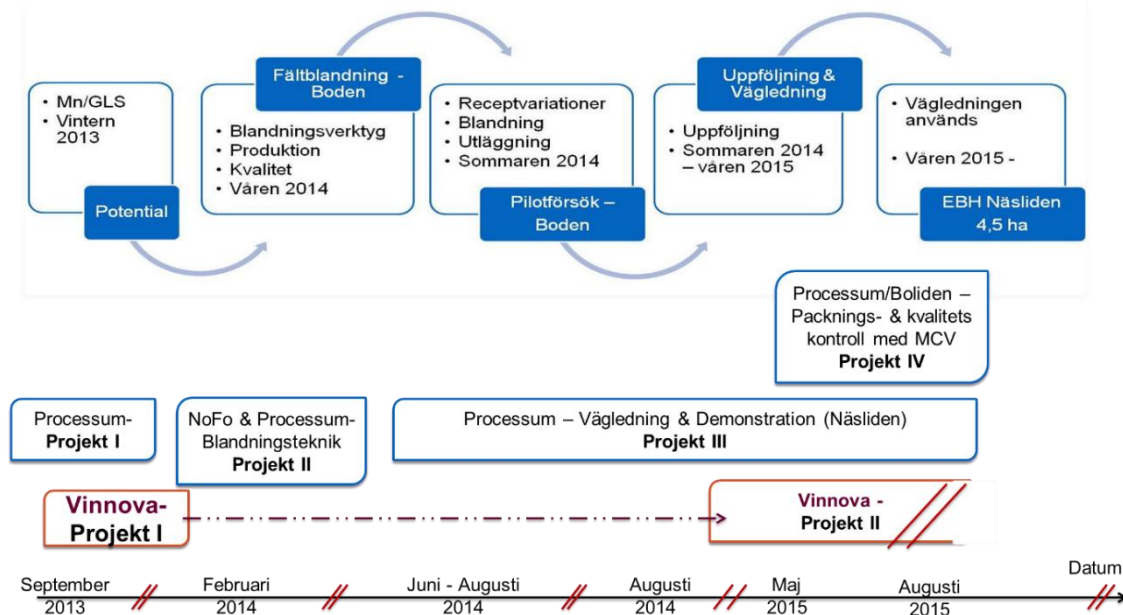 • Mn/GLS
• Vintern
2013
Potential
Fältblandning -
Boden
• Blandningsverktyg
• Produktion
• Kvalitet
• Våren 2014
• Receptvariationer
• Blandning
• Utläggning
• Sommaren 2014
Pilotförsök –
Boden
Uppföljning &
Vägledning
• Uppföljning
• Sommaren 2014
– våren 2015
• Vägledningen
används
• Våren 2015 -
EBH Näsliden
4,5 ha
Processum/Boliden –
Packnings- & kvalitets
kontroll med MCV
Projekt IV
Processum-
Projekt I
NoFo & Processum-
Blandningsteknik
Projekt II
Processum – Vägledning & Demonstration (Näsliden)
Projekt III
Vinnova-
Projekt I
Vinnova -
Projekt II
Datum
September
2013
Februari
2014
Juni - Augusti
2014
Augusti
2014
Maj
2015
Augusti
2015